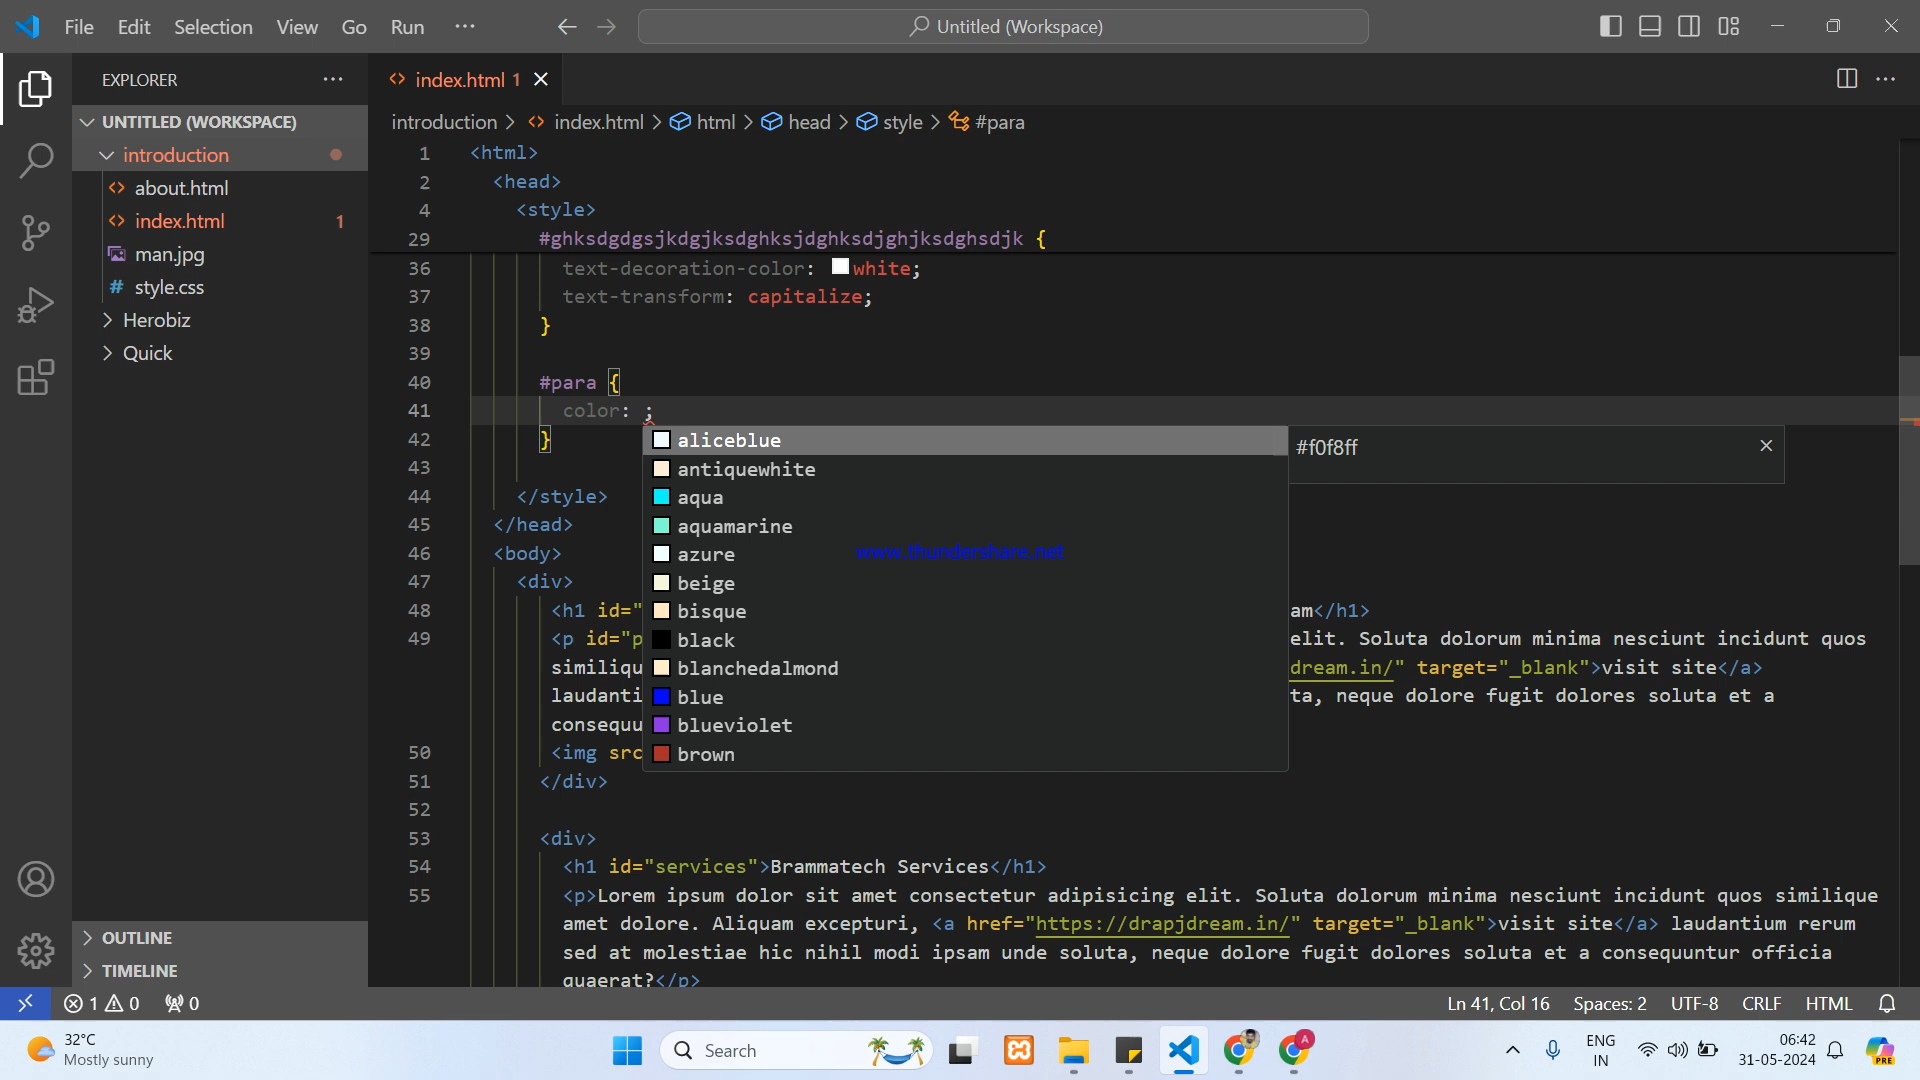 File Edit Selection View Go Run ···
Untitled (Workspace)
EXPLORER
UNTITLED (WORKSPACE)
introduction
about.html
index.html 1
man.jpg
# style.css
Herobiz
Quick
OUTLINE
TIMELINE
index.html 1
introduction > index.html > html > head > style > #para
1 <html>
2 <head>
4 <style>
29 #ghksdgdgsjkdgjksdghksjdghksdjghjksdghsdjk {
36 text-decoration-color: white;
37 text-transform: capitalize;
38 }
39
40 #para {
41 color: ;
42 }
43
44 </style>
45 </head>
46 <body>
47 <div>
48 <h1 id=" am</h1>
49 <p id="p elit. Soluta dolorum minima nesciunt incidunt quos
similiqu dream.in/" target="_blank">visit site</a>
laudanti ta, neque dolore fugit dolores soluta et a
consequu
50 <img src
51 </div>
52
53 <div>
54 <h1 id="services">Brammatech Services</h1>
55 <p>Lorem ipsum dolor sit amet consectetur adipisicing elit. Soluta dolorum minima nesciunt incidunt quos similique
amet dolore. Aliquam excepturi, <a href="https://drapjdream.in/" target="_blank">visit site</a> laudantium rerum
sed at molestiae hic nihil modi ipsam unde soluta, neque dolore fugit dolores soluta et a consequuntur officia
quaerat?</p>
aliceblue
antiquewhite
aqua
aquamarine
azure
beige
bisque
black
blanchedalmond
blue
blueviolet
brown
#f0f8ff
www.thundershare.net
1 0 0
Ln 41, Col 16 Spaces: 2 UTF-8 CRLF HTML
32°C
Mostly sunny
Search
A
ENG
IN
06:42
31-05-2024
PRE